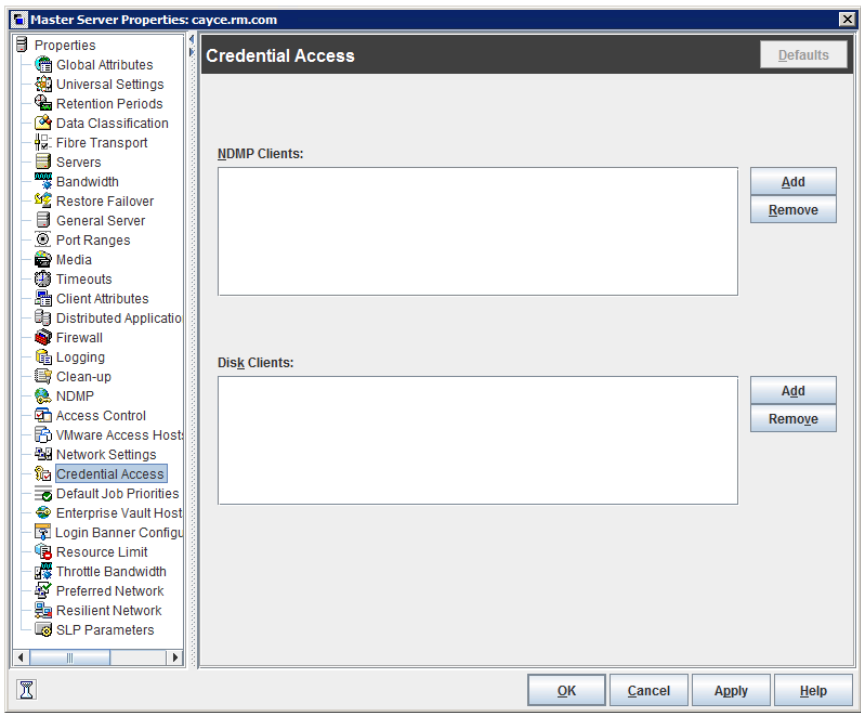 Master Server Properties: cayce.rm.com
Properties
Global Attributes
Universal Settings
Retention Periods
Data Classification
Fibre Transport
Servers
Bandwidth
Restore Failover
General Server
Port Ranges
Media
Timeouts
Client Attributes
Distributed Applicatio
Firewall
Logging
Clean-up
NDMP
Access Control
VMware Access Hosts
Network Settings
Credential Access
Default Job Priorities
Enterprise Vault Host
Login Banner Configu
Resource Limit
Throttle Bandwidth
Preferred Network
Resilient Network
SLP Parameters
Credential Access
Defaults
NDMP Clients:
Add
Remove
Disk Clients:
Add
Remove
OK
Cancel
Apply
Help